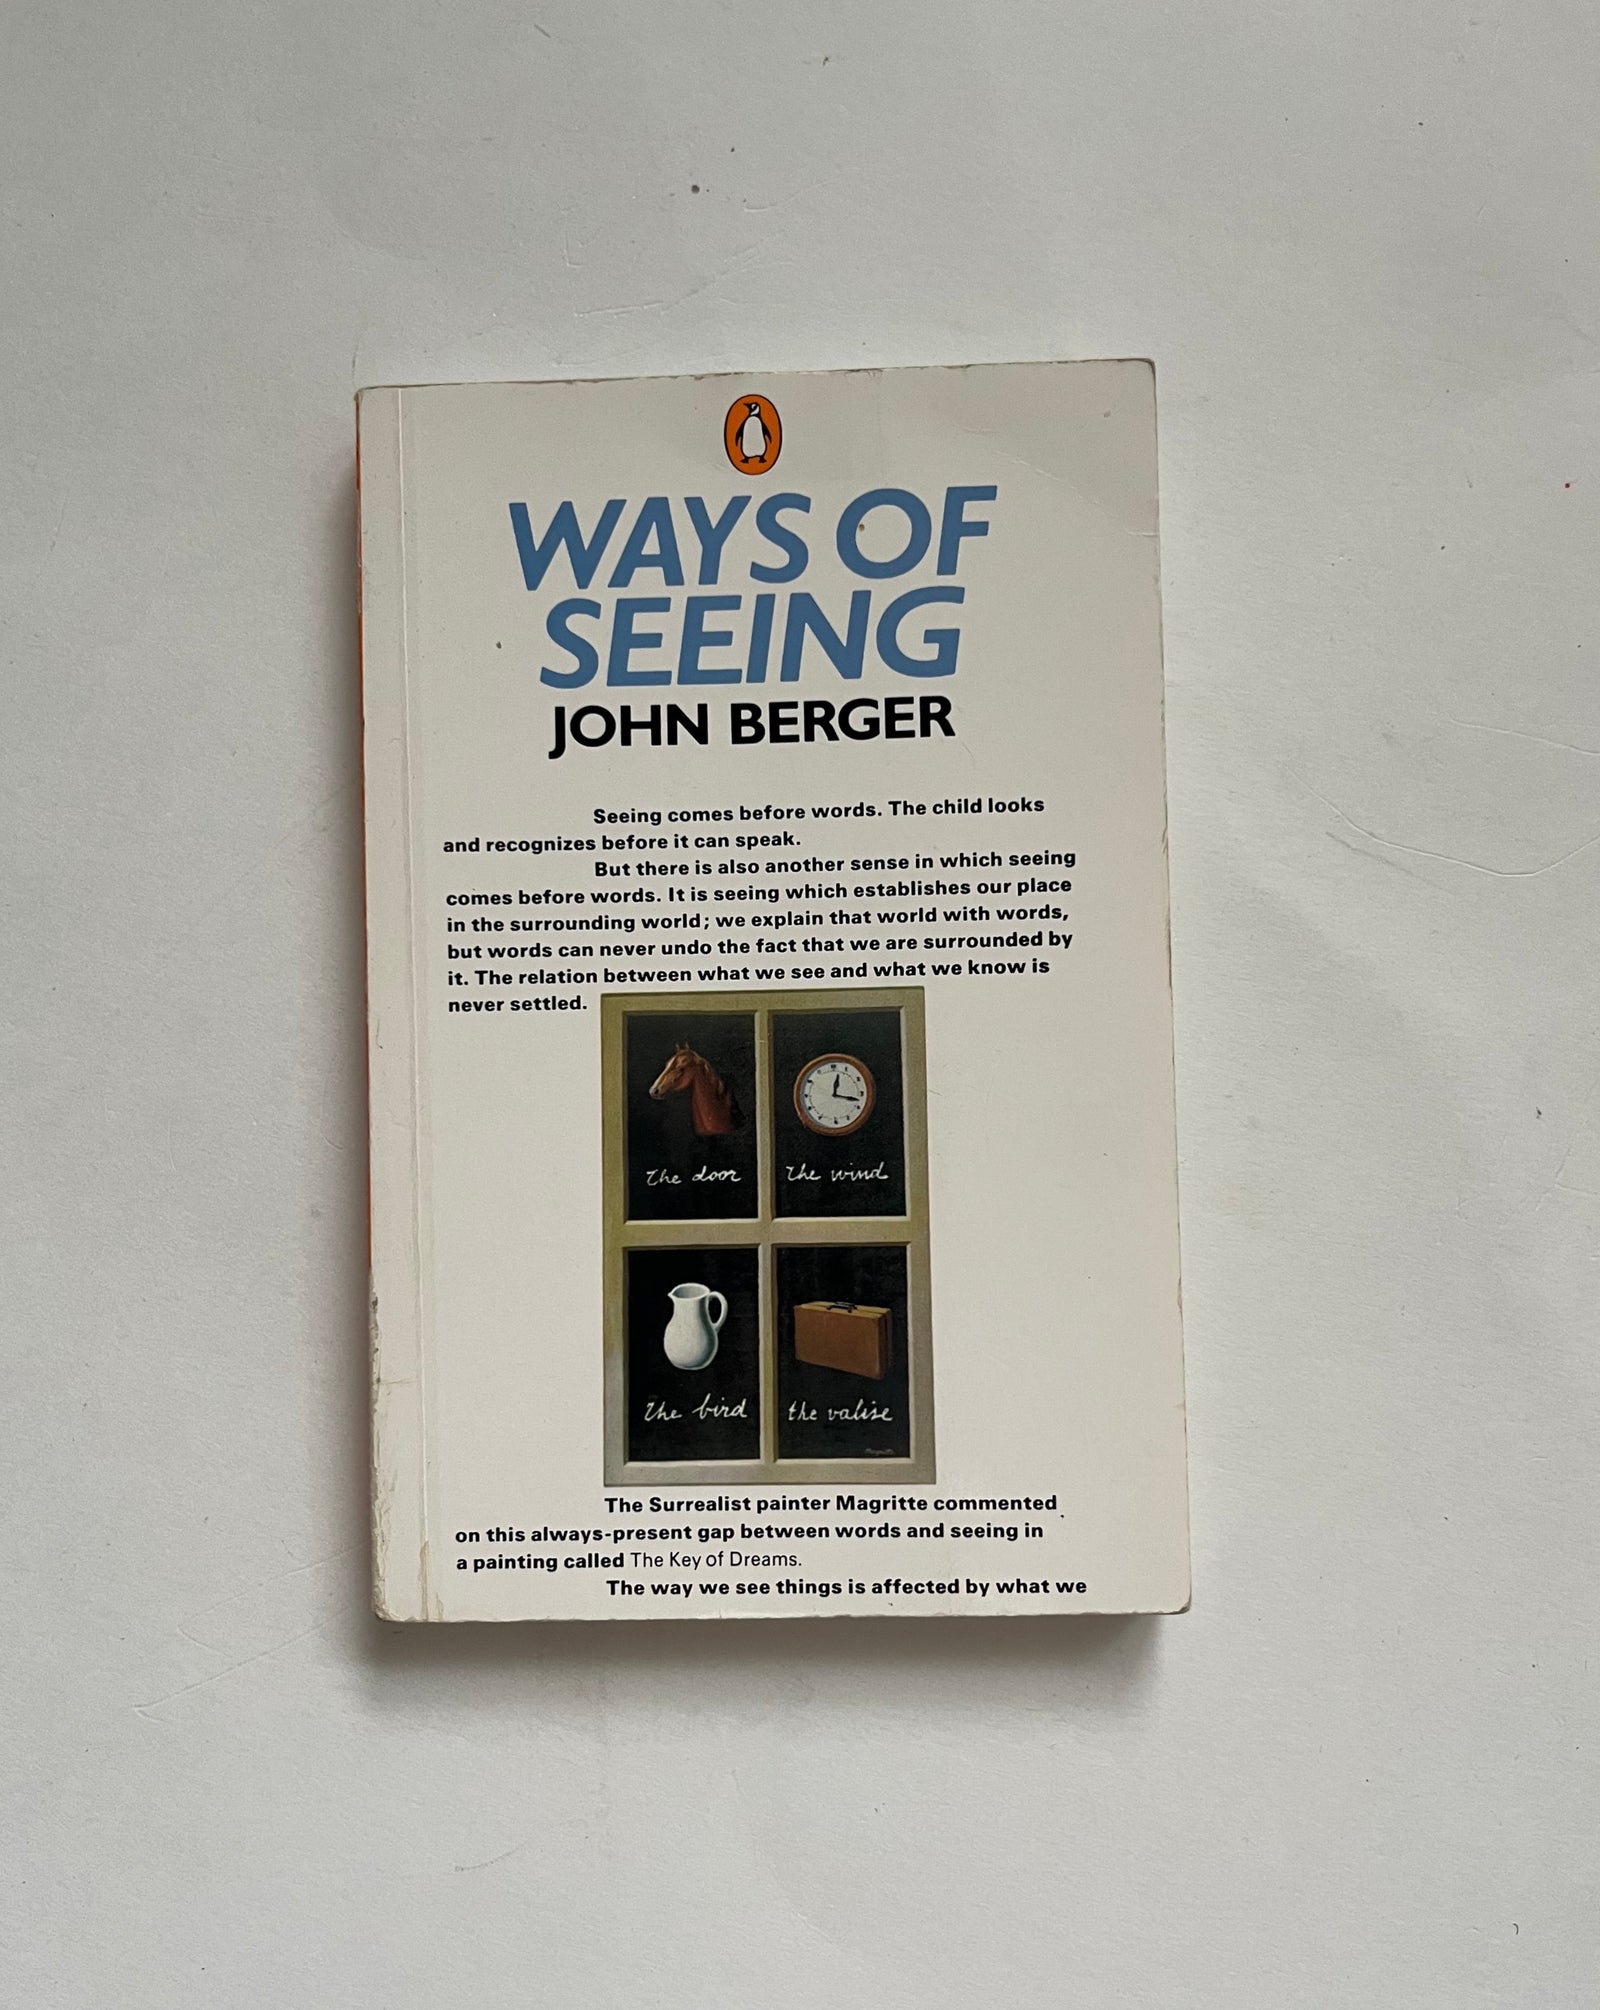 WAYS OF
SEEING
JOHN BERGER
Seeing comes before words. The child looks
and recognizes before it can speak.
But there is also another sense in which seeing
comes before words. It is seeing which establishes our place
in the surrounding world; we explain that world with words,
but words can never undo the fact that we are surrounded by
it. The relation between what we see and what we know is
never settled.
the door
the wind
the bird
the valise
The Surrealist painter Magritte commented
on this always-present gap between words and seeing in
a painting called The Key of Dreams.
The way we see things is affected by what we